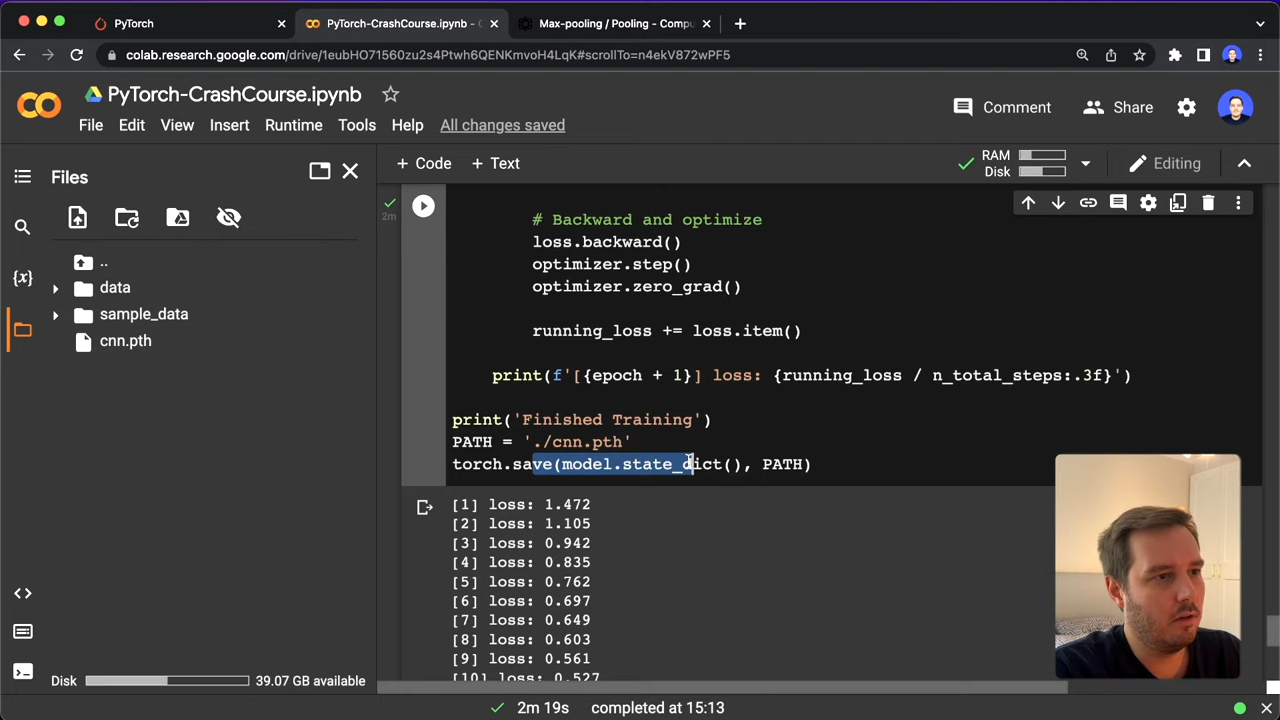 PyTorch
PyTorch-CrashCourse.ipynb - C
Max-pooling / Pooling - Compu
colab.research.google.com/drive/1eubHO71560zu2s4Ptwh6QENKmvoH4LqK#scrollTo=n4ekV872wPF5
PyTorch-CrashCourse.ipynb
Comment
Share
File Edit View Insert Runtime Tools Help All changes saved
+ Code + Text
RAM
Disk
Editing
Files
..
data
sample_data
cnn.pth
Disk
39.07 GB available
2m
# Backward and optimize
loss.backward()
optimizer.step()
optimizer.zero_grad()
running_loss += loss.item()
print(f'[{epoch + 1}] loss: {running_loss / n_total_steps:.3f}')
print('Finished Training')
PATH = './cnn.pth'
torch.save(model.state_dict(), PATH)
[1] loss: 1.472
[2] loss: 1.105
[3] loss: 0.942
[4] loss: 0.835
[5] loss: 0.762
[6] loss: 0.697
[7] loss: 0.649
[8] loss: 0.603
[9] loss: 0.561
[10] loss: 0.527
2m 19s completed at 15:13